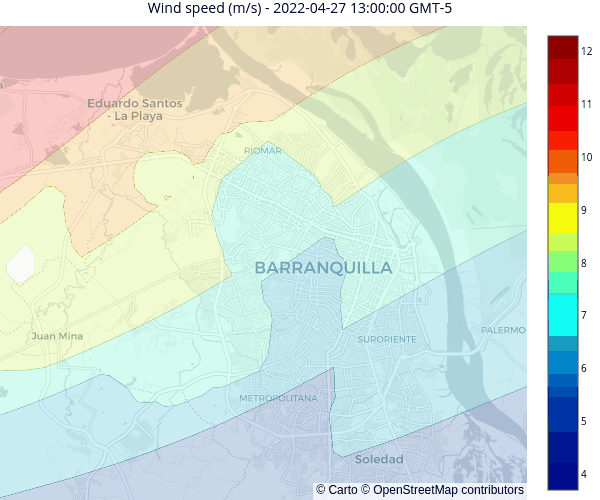 Wind speed (m/s) - 2022-04-27 13:00:00 GMT-5
12
11
10
9
8
7
6
5
4
Eduardo Santos
- La Playa
RIOMAR
BARRANQUILLA
Juan Mina
PALERMO
SURORIENTE
METROPOLITANA
Soledad
© Carto © OpenStreetMap contributors